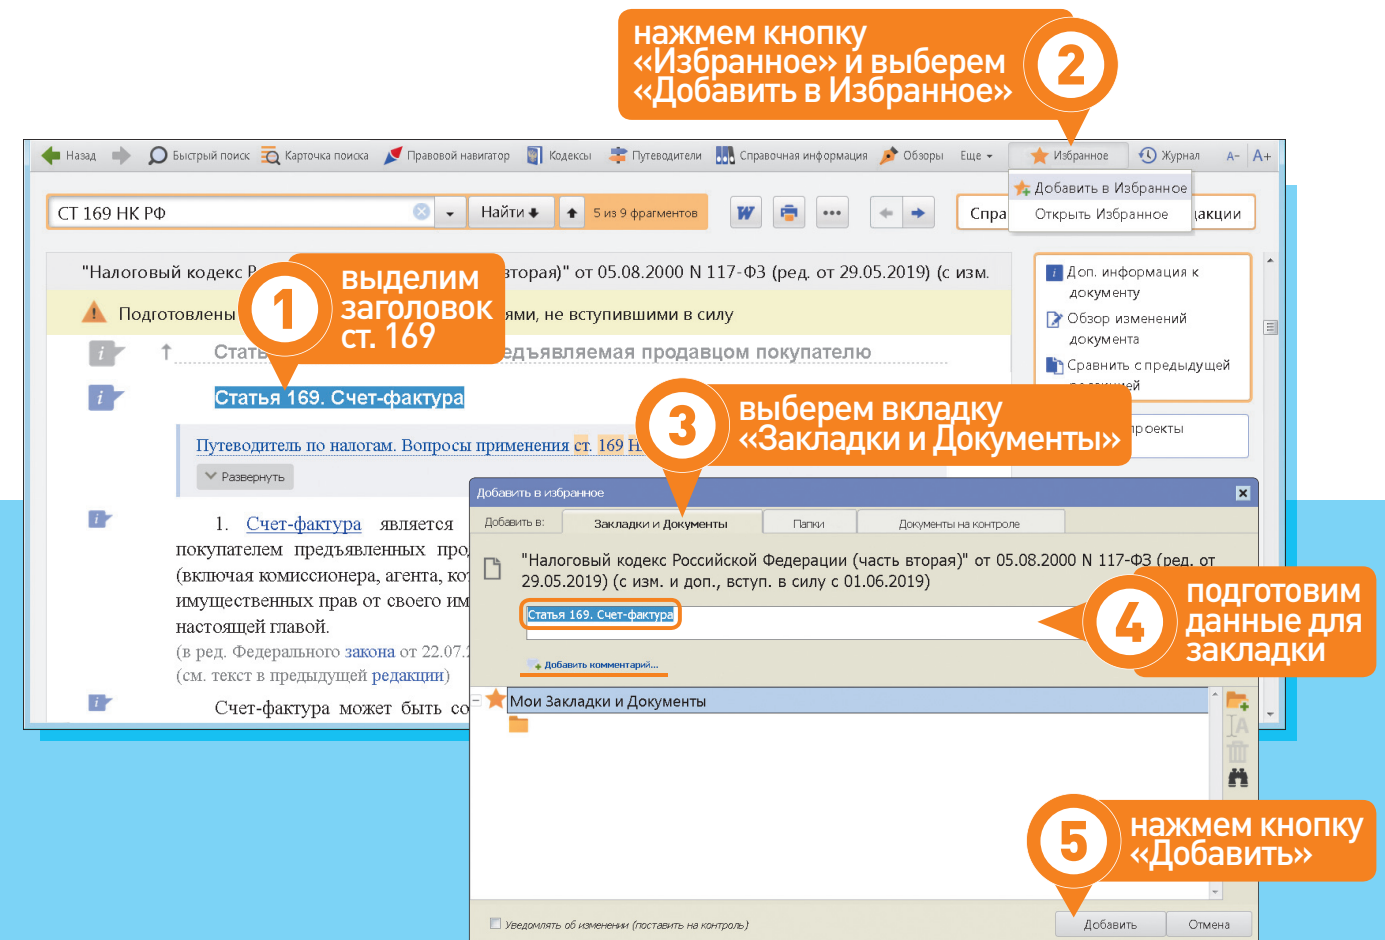 нажмем кнопку
«Избранное» и выберем
«Добавить в Избранное»
2
Назад Быстрый поиск Карточка поиска Правовой навигатор Кодексы Путеводители Справочная информация Обзоры Еще Избранное Журнал А- А+
Добавить в Избранное
Открыть Избранное
СТ 169 НК РФ Найти 5 из 9 фрагментов W Спра акции
"Налоговый кодекс Р вторая)" от 05.08.2000 N 117-ФЗ (ред. от 29.05.2019) (с изм.
1
выделим
заголовок
ст. 169
Подготовлены ями, не вступившими в силу
Стат едъявляемая продавцом покупателю
Статья 169. Счет-фактура
i Доп. информация к
документу
Обзор изменений
документа
Сравнить с предыдущей
проекты
3
выберем вкладку
«Закладки и Документы»
Путеводитель по налогам. Вопросы применения ст. 169 Н
Развернуть
1. Счет-фактура является
покупателем предъявленных про
(включая комиссионера, агента, ко
имущественных прав от своего им
настоящей главой.
(в ред. Федерального закона от 22.07.2
(см. текст в предыдущей редакции)
Счет-фактура может быть со
Добавить в избранное
Добавить в: Закладки и Документы Папки Документы на контроле
"Налоговый кодекс Российской Федерации (часть вторая)" от 05.08.2000 N 117-ФЗ (ред. от
29.05.2019) (с изм. и доп., вступ. в силу с 01.06.2019)
Статья 169. Счет-фактура
4
подготовим
данные для
закладки
Добавить комментарий...
Мои Закладки и Документы
5
нажмем кнопку
«Добавить»
Уведомлять об изменении (поставить на контроль)
Добавить Отмена